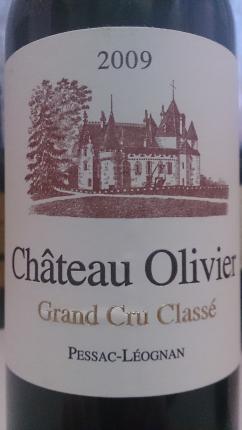 2009
Château Olivier
Grand Cru Classé
PESSAC-LÉOGNAN